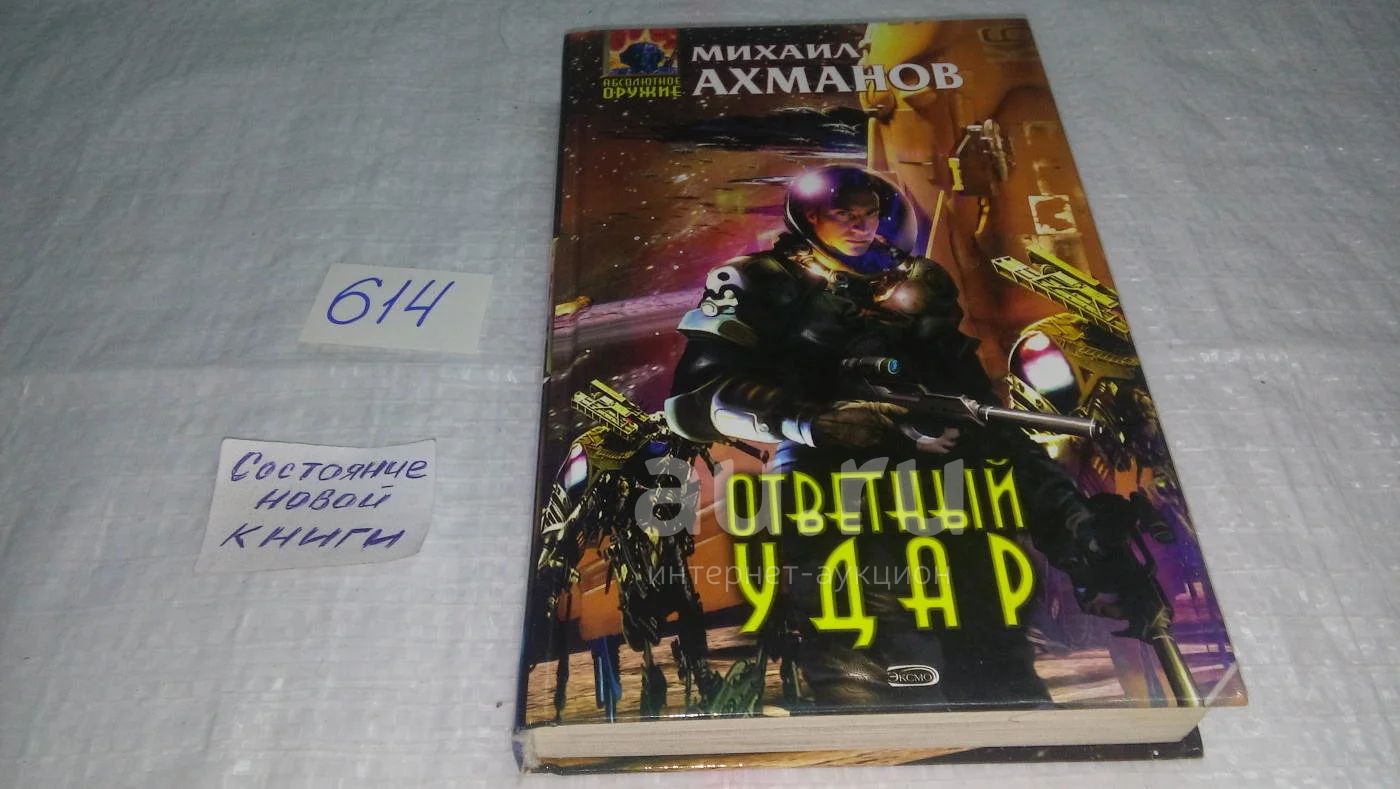 МИХАИЛ
АХМАНОВ
АБСОЛЮТНОЕ
ОРУЖИЕ
614
Состояние
новой
книги
au.ru
интернет-аукцион
ОТВЕТНЫЙ
УДАР
ЭКСМО